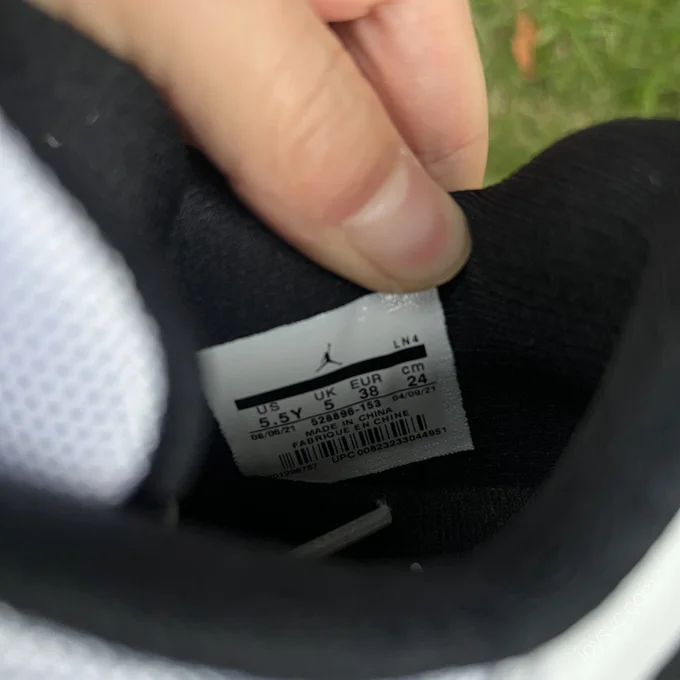 LN4
US UK EUR cm
5.5Y 5 38 24
08/06/21 528896-153 04/09/21
MADE IN CHINA
FABRIQUE EN CHINE
UPC 00823233044951